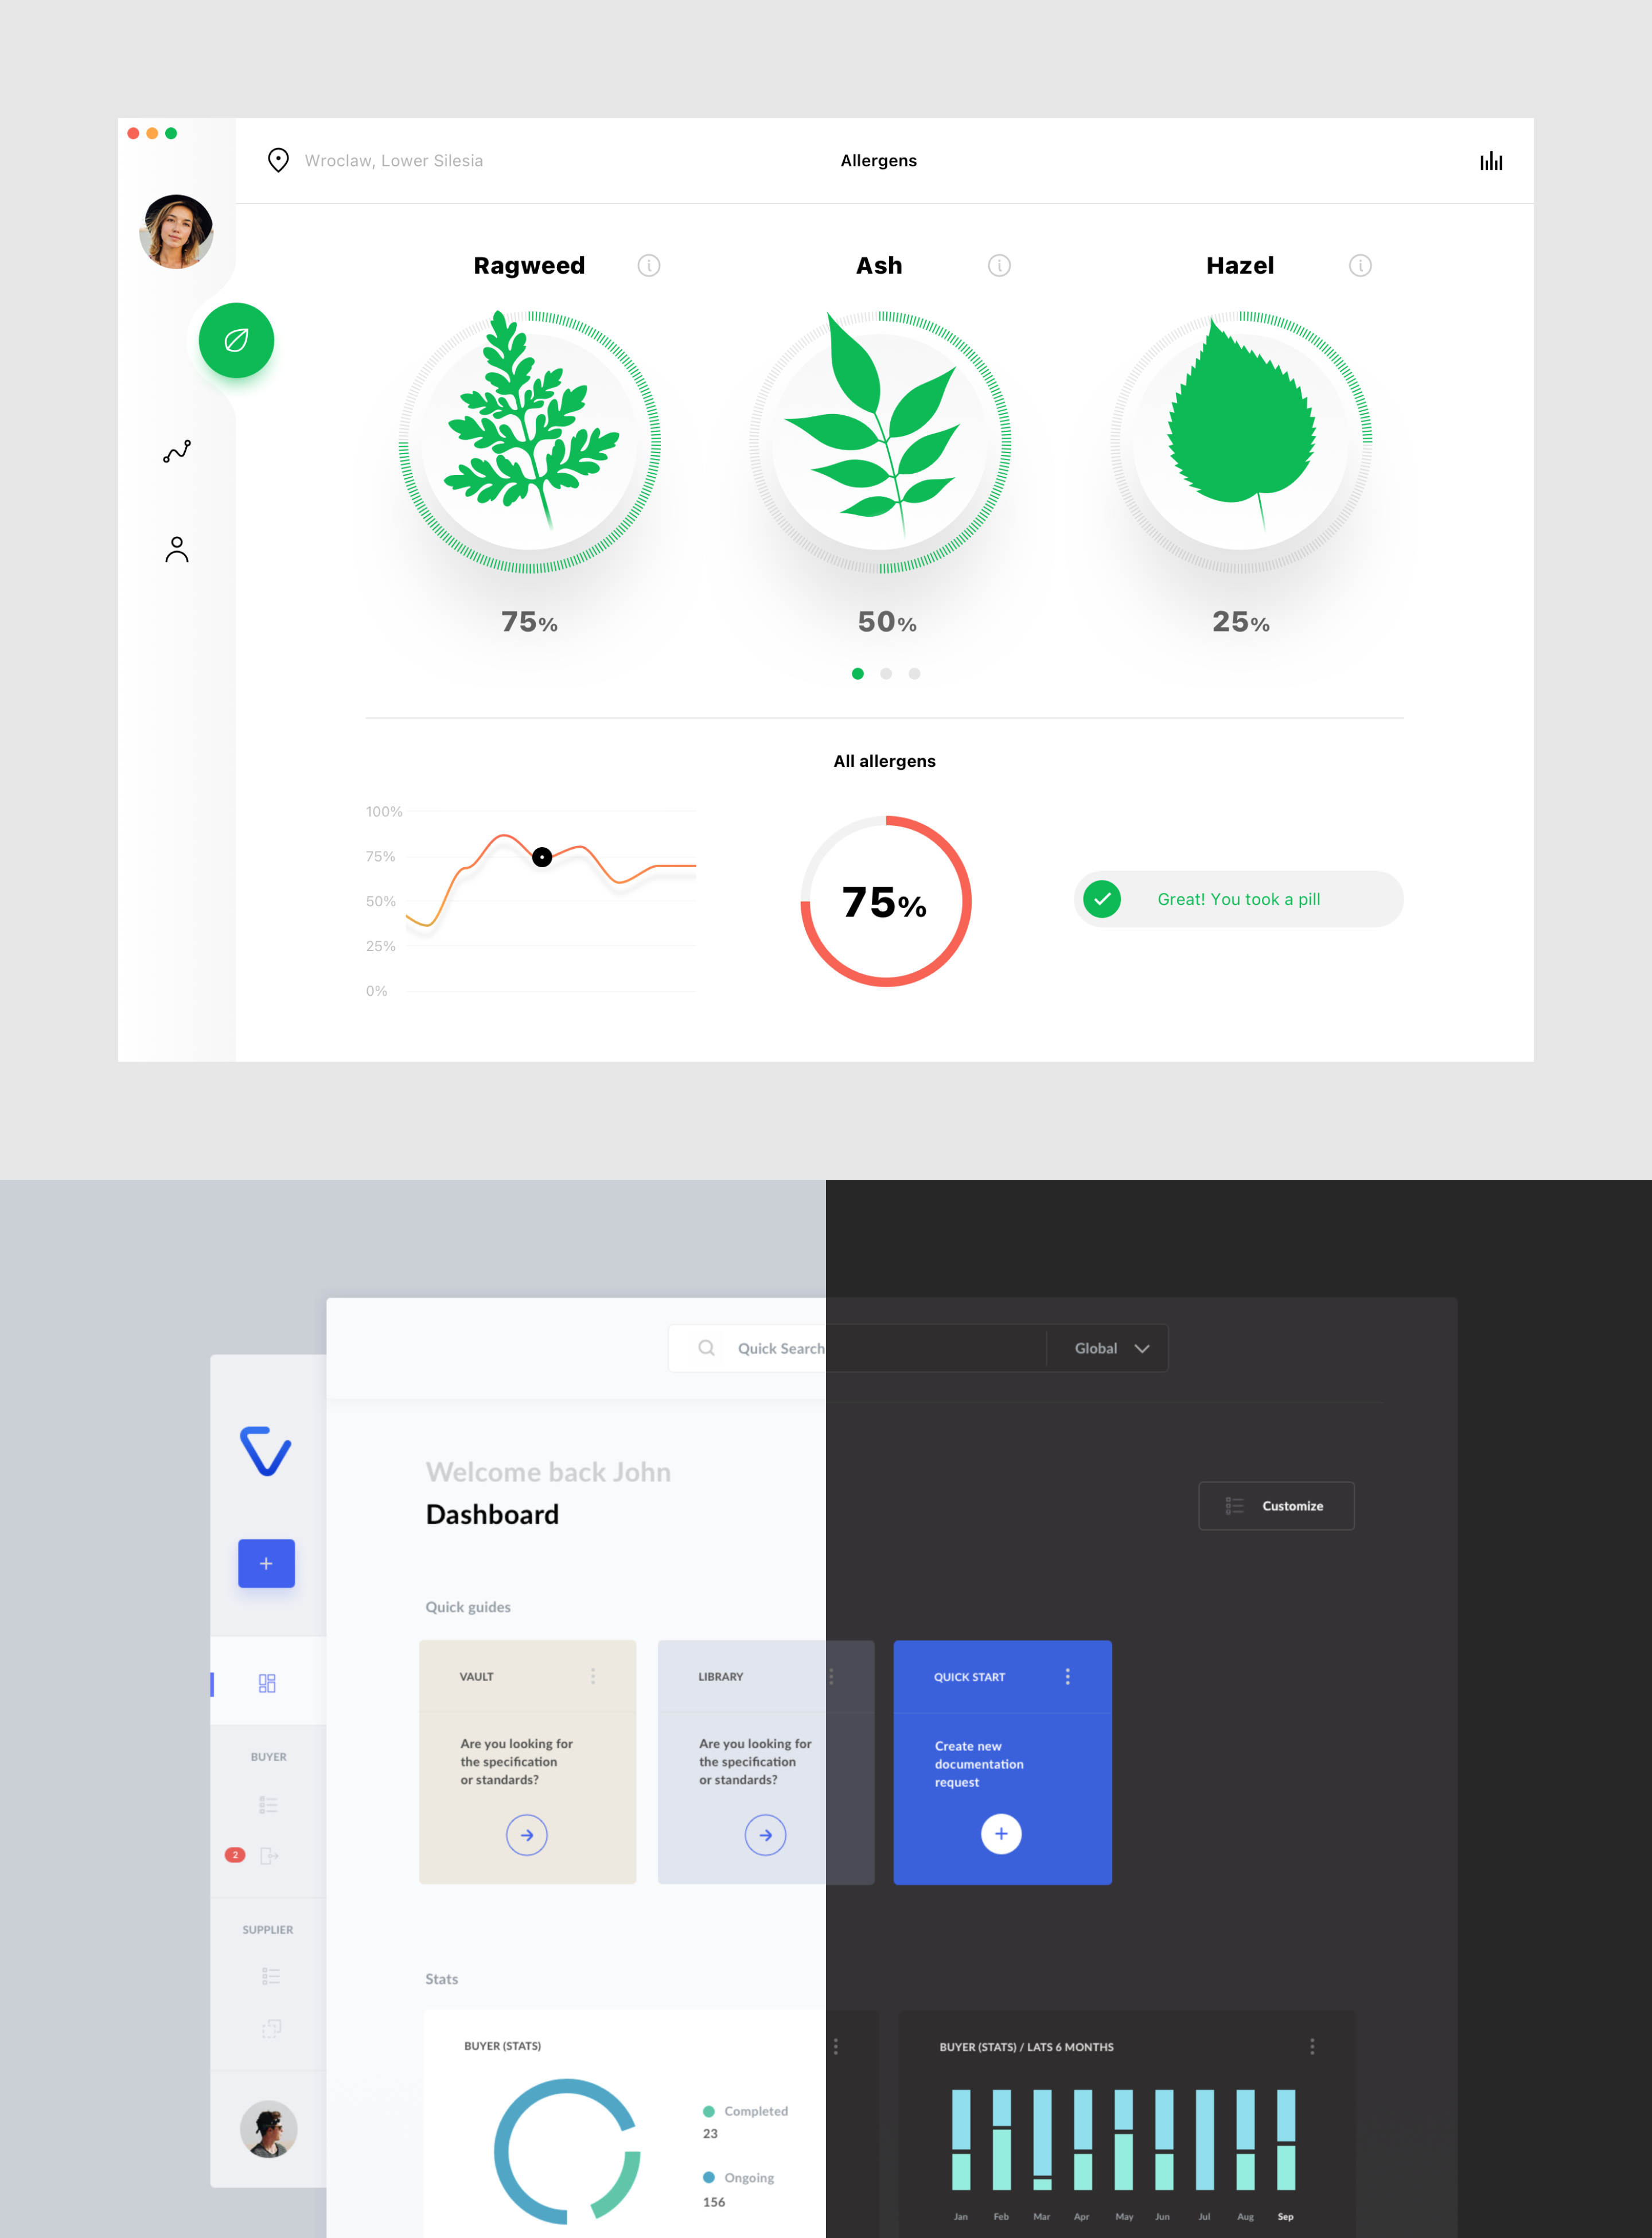 Wroclaw, Lower Silesia
Allergens
Ragweed
Ash
Hazel
75%
50%
25%
All allergens
100%
75%
50%
25%
0%
75%
Great! You took a pill
Quick Search
Global
Welcome back John
Dashboard
Customize
Quick guides
VAULT
Are you looking for
the specification
or standards?
LIBRARY
Are you looking for
the specification
or standards?
QUICK START
Create new
documentation
request
BUYER
2
SUPPLIER
Stats
BUYER (STATS)
Completed
23
Ongoing
156
BUYER (STATS) / LATS 6 MONTHS
Jan Feb Mar Apr May Jun Jul Aug Sep